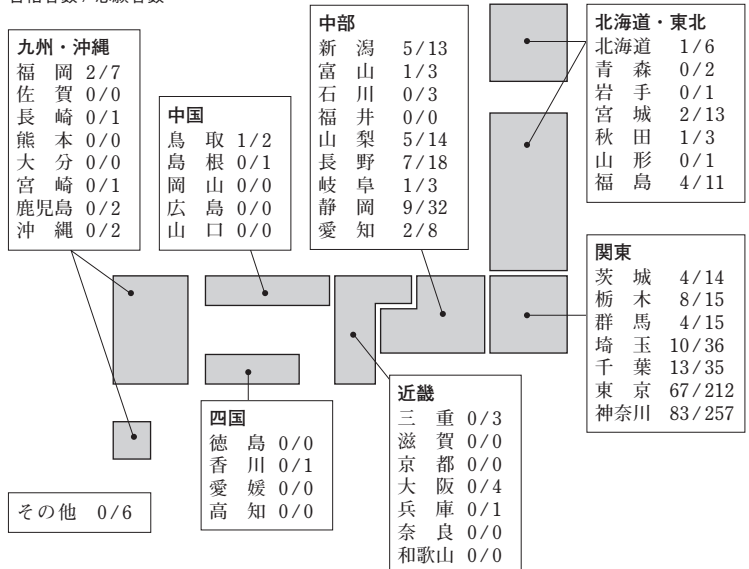 合格者数 / 志願者数
九州・沖縄
福岡 2/7
佐賀 0/0
長崎 0/1
熊本 0/0
大分 0/0
宮崎 0/1
鹿児島 0/2
沖縄 0/2
中国
鳥取 1/2
島根 0/1
岡山 0/0
広島 0/0
山口 0/0
中部
新潟 5/13
富山 1/3
石川 0/3
福井 0/0
山梨 5/14
長野 7/18
岐阜 1/3
静岡 9/32
愛知 2/8
北海道・東北
北海道 1/6
青森 0/2
岩手 0/1
宮城 2/13
秋田 1/3
山形 0/1
福島 4/11
関東
茨城 4/14
栃木 8/15
群馬 4/15
埼玉 10/36
千葉 13/35
東京 67/212
神奈川 83/257
四国
徳島 0/0
香川 0/1
愛媛 0/0
高知 0/0
近畿
三重 0/3
滋賀 0/0
京都 0/0
大阪 0/4
兵庫 0/1
奈良 0/0
和歌山 0/0
その他 0/6